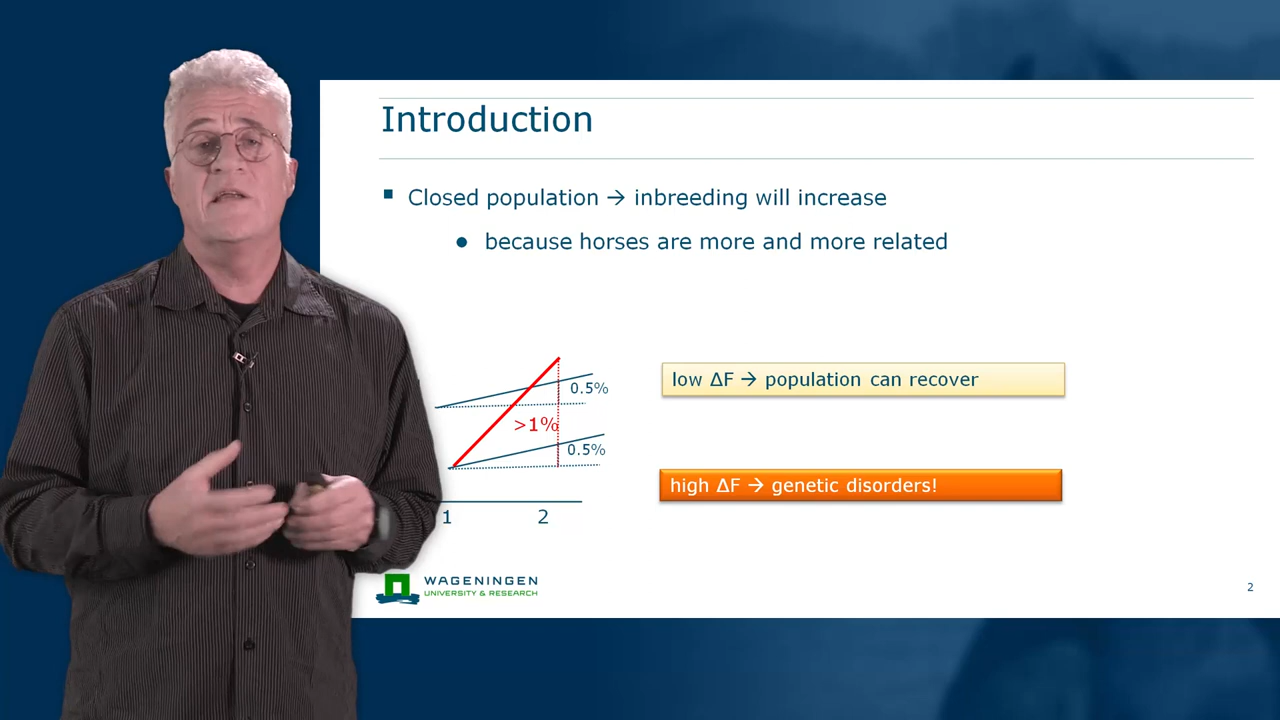 Introduction
Closed population → inbreeding will increase
because horses are more and more related
0.5%
>1%
0.5%
1 2
low ΔF → population can recover
high ΔF → genetic disorders!
WAGENINGEN
UNIVERSITY & RESEARCH
2